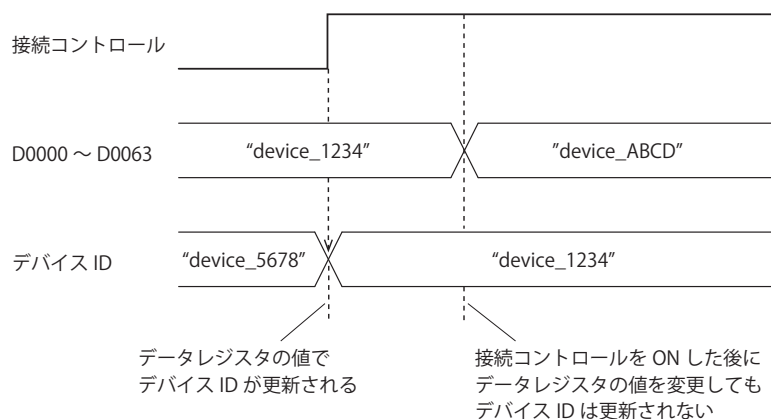 接続コントロール
D0000 ～ D0063
“device_1234”
”device_ABCD”
デバイス ID
“device_5678”
“device_1234”
データレジスタの値で
デバイス ID が更新される
接続コントロールを ON した後に
データレジスタの値を変更しても
デバイス ID は更新されない